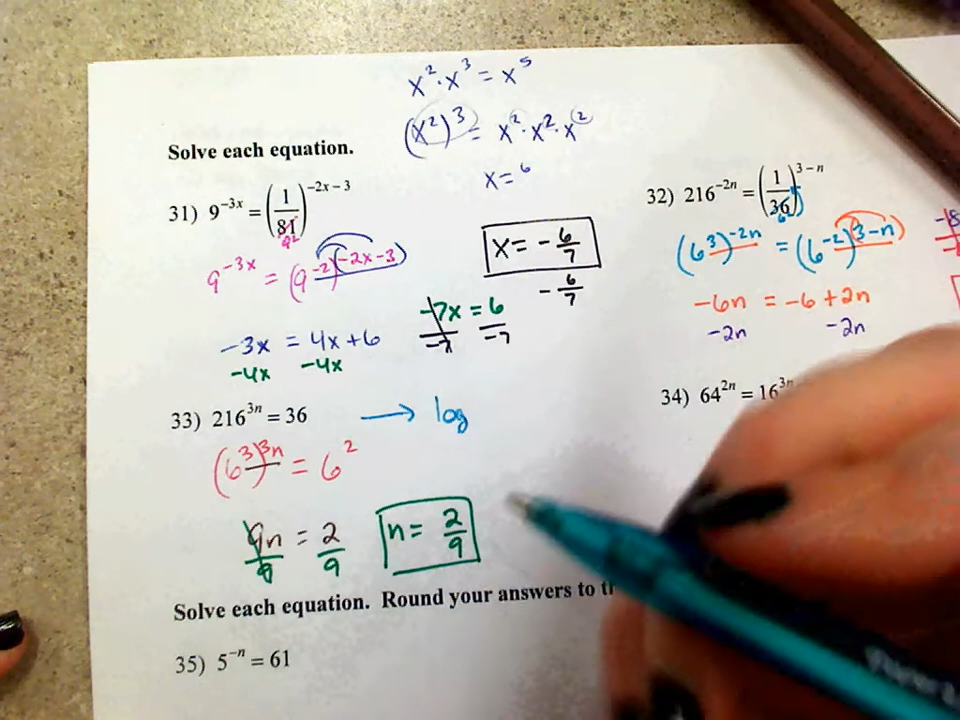 x² · x³ = x⁵
(x²)³ = x² · x² · x²
x = ⁶
Solve each equation.
31) 9^(-3x) = (1/81)^(-2x-3)
9²
9^(-3x) = (9^(-2))^(-2x-3)
-3x = 4x + 6
-4x -4x
-7x = 6
-7 -7
x = -6/7
-6/7
32) 216^(-2n) = (1/36)^(3-n)
(6³)^(-2n) = (6^(-2))^(3-n)
-6n = -6 + 2n
-2n -2n
33) 216^(3n) = 36 → log
(6³)^(3n) = 6²
9n/9 = 2/9
n = 2/9
34) 64^(2n) = 16^(3n
Solve each equation. Round your answers to
35) 5^(-n) = 61